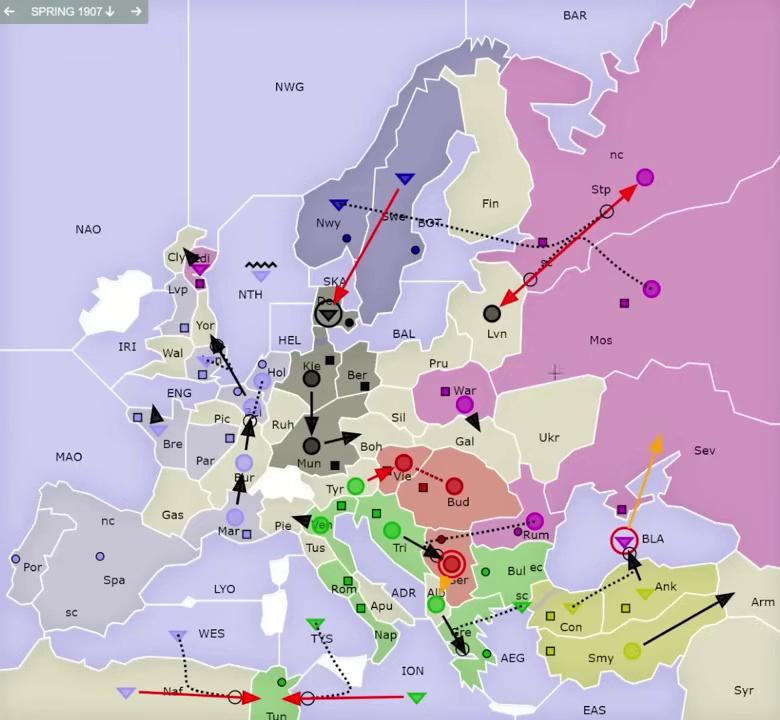 ← SPRING 1907↓ →
BAR
NWG
nc
Stp
NAO
Fin
Nwy
Swe
BOT
Cly
Edi
sc
SKA
Lvp
NTH
Den
Yor
Lvn
IRI
Mos
Wal
HEL
BAL
Kie
Pru
Hol
Ber
ENG
War
Pic
Ruh
Sil
Bre
Boh
Gal
Ukr
Par
Mun
Bur
Sev
MAO
Vie
Tyr
Bud
Gas
nc
Mar
Pie
Ven
Rum
BLA
Tus
Tri
Por
Spa
Ser
Bul
ec
Ank
LYO
ADR
Alb
Arm
Rom
sc
Con
sc
Apu
Gre
WES
TYS
Nap
AEG
Smy
ION
Naf
Syr
EAS
Tun